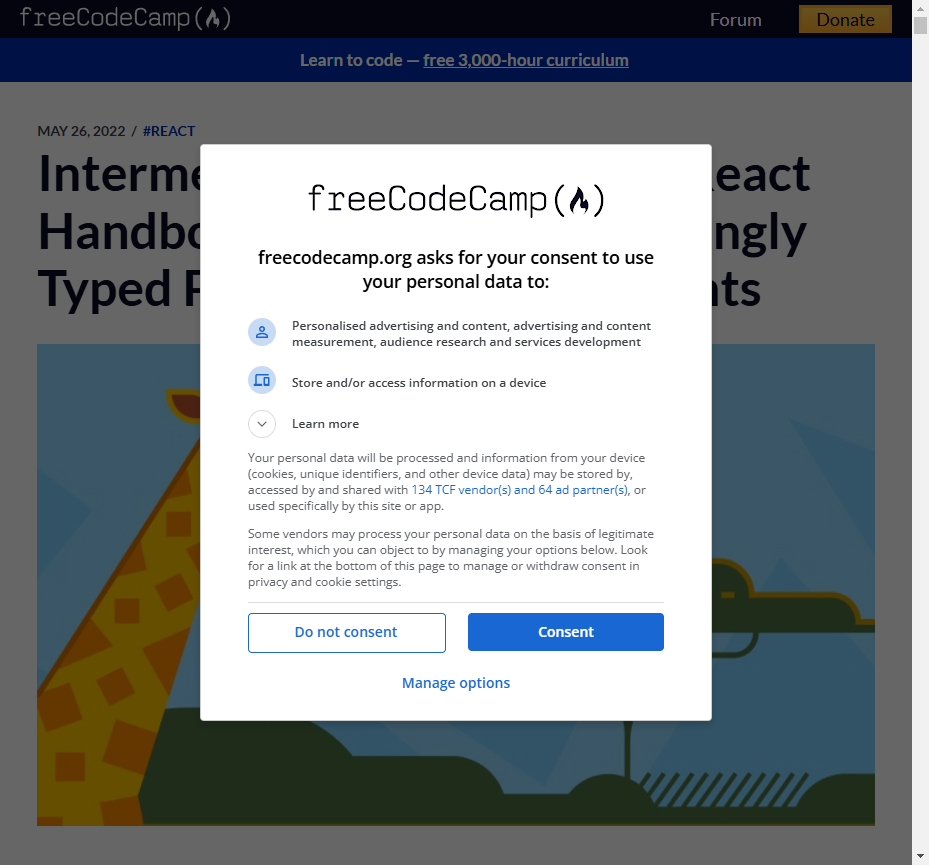 freeCodeCamp
Forum
Donate
Learn to code — free 3,000-hour curriculum
MAY 26, 2022 / #REACT
React
Typed
freeCodeCamp
freecodecamp.org asks for your consent to use
your personal data to:
Personalised advertising and content, advertising and content
measurement, audience research and services development
Store and/or access information on a device
Learn more
Your personal data will be processed and information from your device
(cookies, unique identifiers, and other device data) may be stored by,
accessed by and shared with 134 TCF vendor(s) and 64 ad partner(s), or
used specifically by this site or app.
Some vendors may process your personal data on the basis of legitimate
interest, which you can object to by managing your options below. Look
for a link at the bottom of this page to manage or withdraw consent in
privacy and cookie settings.
Do not consent
Consent
Manage options